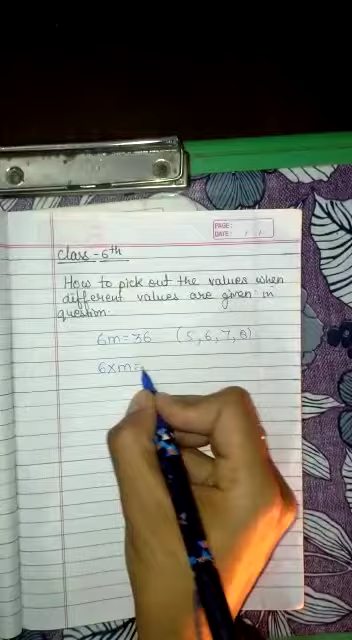 PAGE:
DATE: / /
Class - 6th
How to pick out the values when
different values are given in
question.
6m = 36 (5, 6, 7, 8)
6×m=